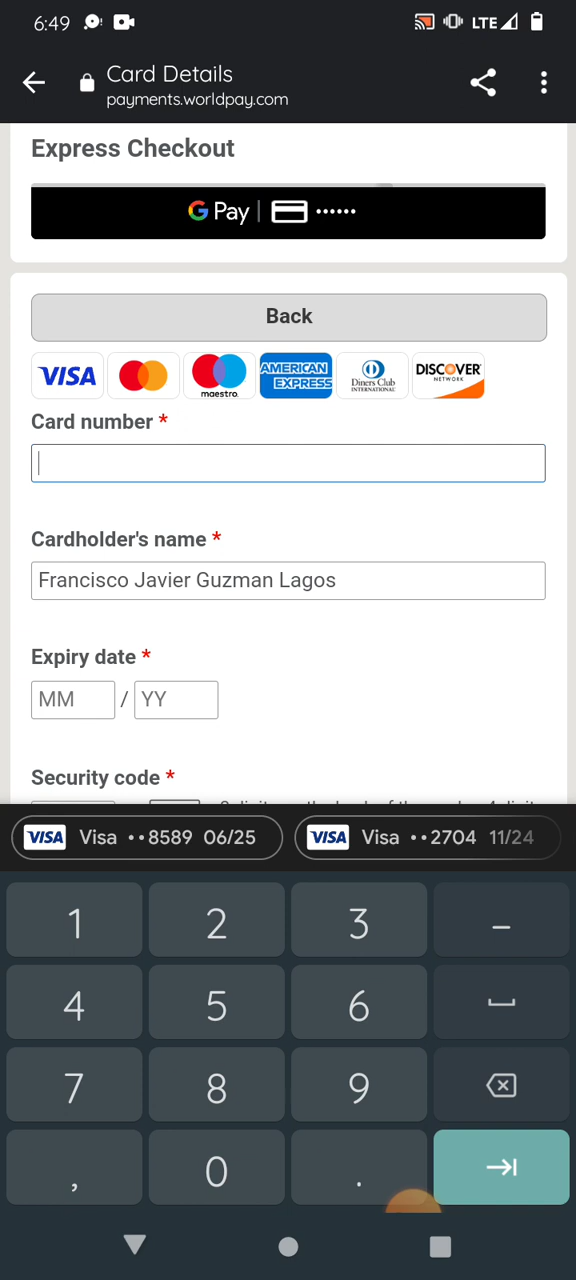 6:49 LTE
Card Details
payments.worldpay.com
Express Checkout
G Pay | ••••••
Back
VISA maestro. AMERICAN EXPRESS Diners Club INTERNATIONAL DISCOVER NETWORK
Card number *
Cardholder's name *
Francisco Javier Guzman Lagos
Expiry date *
MM / YY
Security code *
VISA Visa ••8589 06/25 VISA Visa ••2704 11/24
1 2 3 –
4 5 6
7 8 9
, 0 .